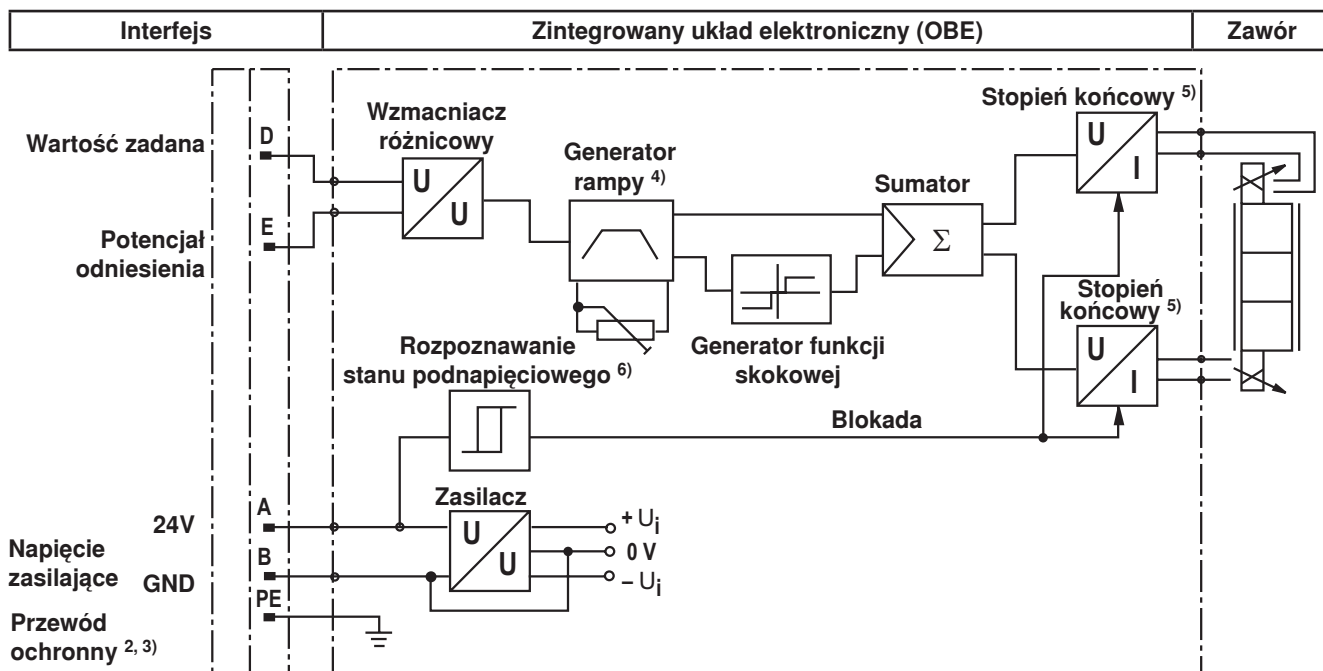 Interfejs
Zintegrowany układ elektroniczny (OBE)
Zawór
Wartość zadana
D
Wzmacniacz
różnicowy
U
U
Generator
rampy 4)
Sumator
Σ
Stopień końcowy 5)
U
I
Potencjał
odniesienia
E
Generator funkcji
skokowej
Stopień
końcowy 5)
U
I
Rozpoznawanie
stanu podnapięciowego 6)
Blokada
Zasilacz
U
U
+ Ui
0 V
– Ui
24V
A
Napięcie
zasilające
GND
B
PE
Przewód
ochronny 2, 3)